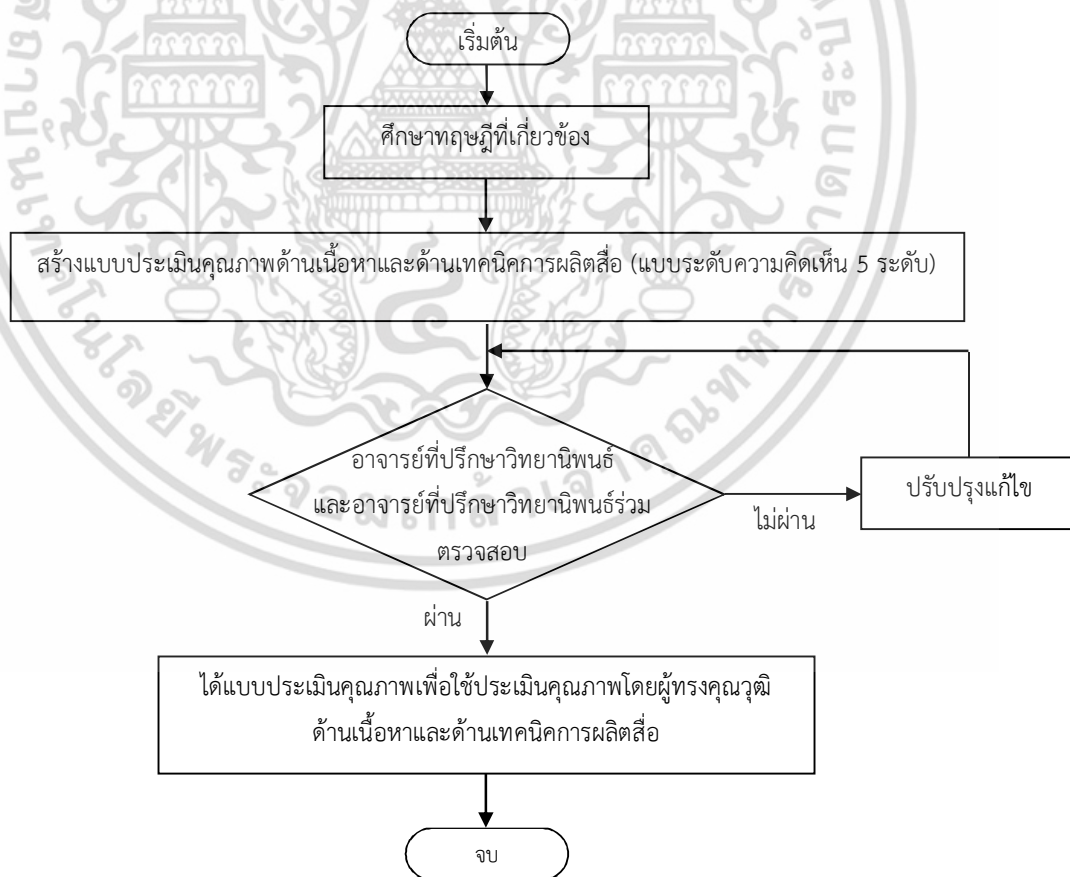 เริ่มต้น
ศึกษาทฤษฎีที่เกี่ยวข้อง
สร้างแบบประเมินคุณภาพด้านเนื้อหาและด้านเทคนิคการผลิตสื่อ (แบบระดับความคิดเห็น 5 ระดับ)
อาจารย์ที่ปรึกษาวิทยานิพนธ์
และอาจารย์ที่ปรึกษาวิทยานิพนธ์ร่วม
ตรวจสอบ
ไม่ผ่าน
ปรับปรุงแก้ไข
ผ่าน
ได้แบบประเมินคุณภาพเพื่อใช้ประเมินคุณภาพโดยผู้ทรงคุณวุฒิ
ด้านเนื้อหาและด้านเทคนิคการผลิตสื่อ
จบ